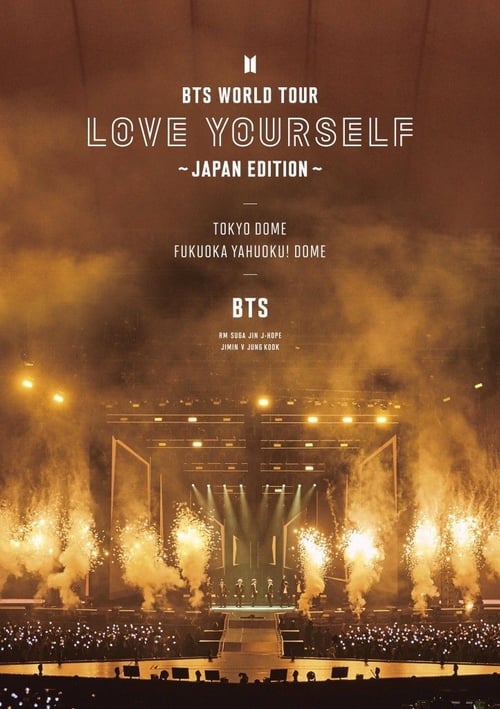 BTS WORLD TOUR
LOVE YOURSELF
~JAPAN EDITION~
TOKYO DOME
FUKUOKA YAHUOKU! DOME
BTS
RM SUGA JIN J-HOPE
JIMIN V JUNG KOOK